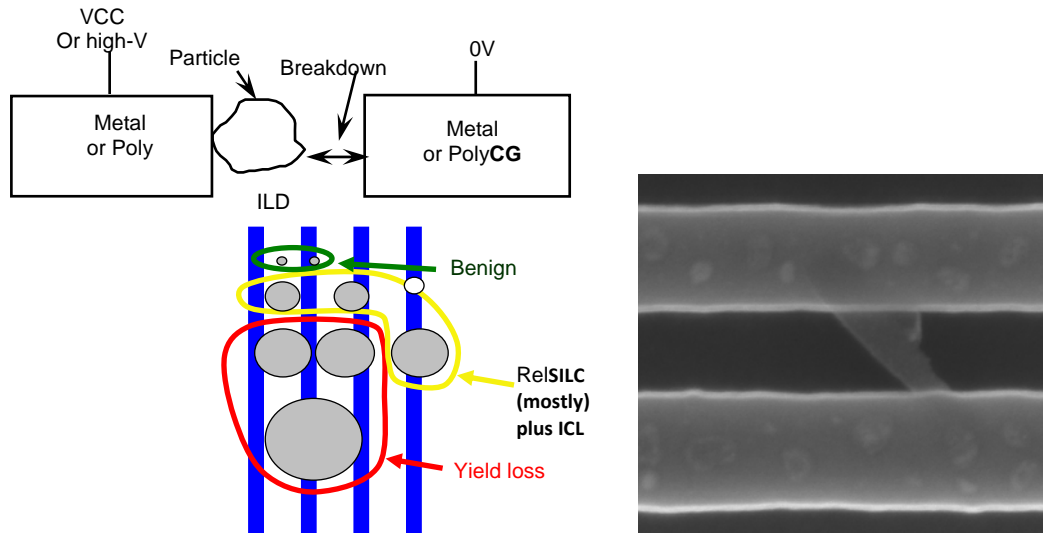 VCC
Or high-V
Particle
Breakdown
0V
Metal
or Poly
Metal
or PolyCG
ILD
Benign
RelSILC
(mostly)
plus ICL
Yield loss